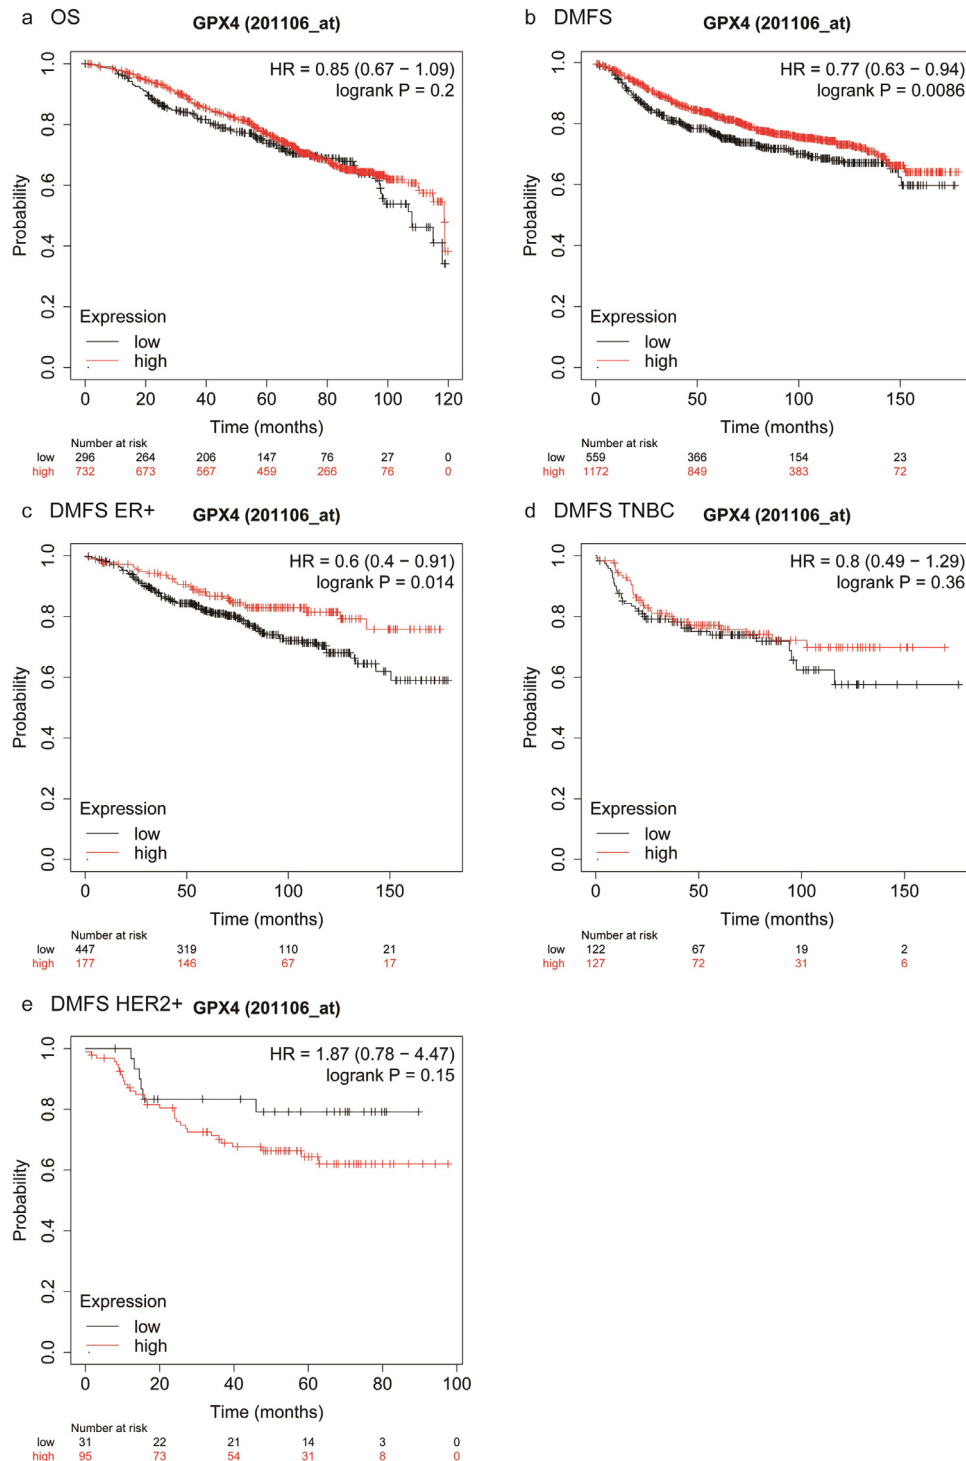 a OS GPX4 (201106_at)
HR = 0.85 (0.67 − 1.09)
logrank P = 0.2
Probability
0.0 0.2 0.4 0.6 0.8 1.0
Expression
low
high
0 20 40 60 80 100 120
Time (months)
Number at risk
low 296 264 206 147 76 27 0
high 732 673 567 459 266 76 0
b DMFS GPX4 (201106_at)
HR = 0.77 (0.63 − 0.94)
logrank P = 0.0086
Probability
0.0 0.2 0.4 0.6 0.8 1.0
Expression
low
high
0 50 100 150
Time (months)
Number at risk
low 559 366 154 23
high 1172 849 383 72
c DMFS ER+ GPX4 (201106_at)
HR = 0.6 (0.4 − 0.91)
logrank P = 0.014
Probability
0.0 0.2 0.4 0.6 0.8 1.0
Expression
low
high
0 50 100 150
Time (months)
Number at risk
low 447 319 110 21
high 177 146 67 17
d DMFS TNBC GPX4 (201106_at)
HR = 0.8 (0.49 − 1.29)
logrank P = 0.36
Probability
0.0 0.2 0.4 0.6 0.8 1.0
Expression
low
high
0 50 100 150
Time (months)
Number at risk
low 122 67 19 2
high 127 72 31 6
e DMFS HER2+ GPX4 (201106_at)
HR = 1.87 (0.78 − 4.47)
logrank P = 0.15
Probability
0.0 0.2 0.4 0.6 0.8 1.0
Expression
low
high
0 20 40 60 80 100
Time (months)
Number at risk
low 31 22 21 14 3 0
high 95 73 54 31 8 0